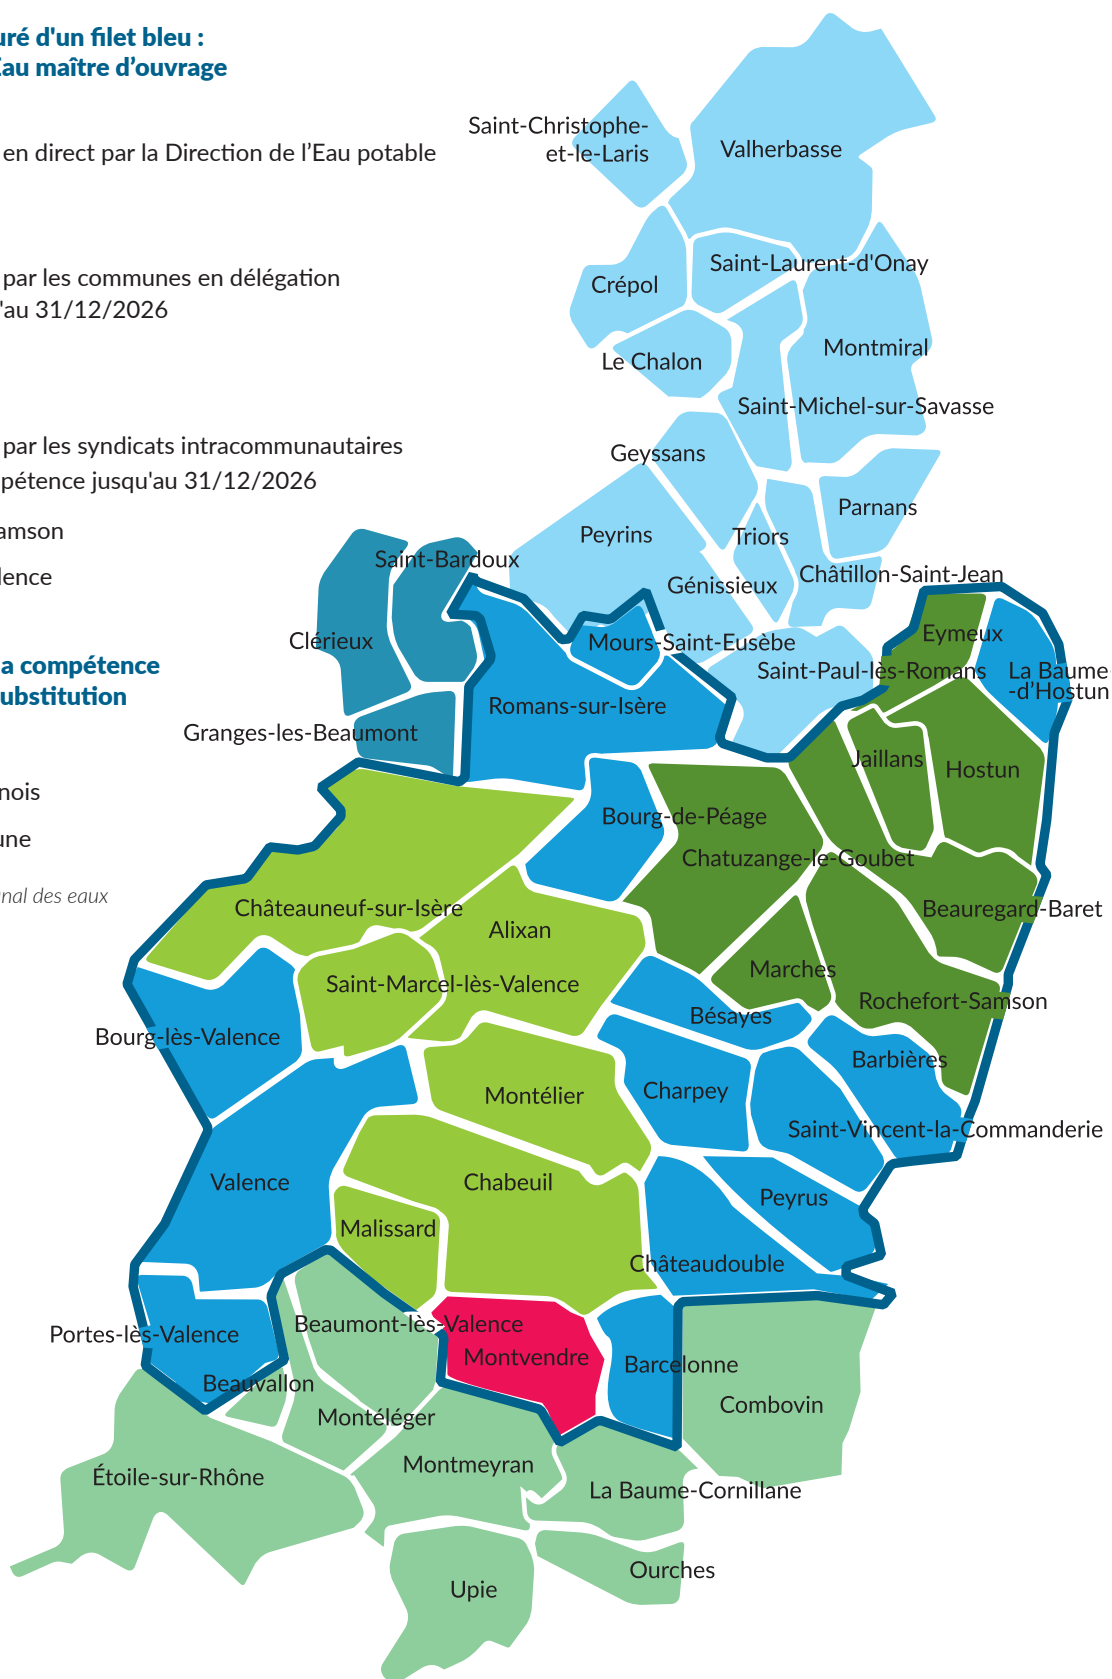 uré d'un filet bleu :
Eau maître d'ouvrage
en direct par la Direction de l'Eau potable
par les communes en délégation
'au 31/12/2026
par les syndicats intracommunautaires
pétence jusqu'au 31/12/2026
amson
lence
la compétence
ubstitution
nois
une
nal des eaux
Saint-Christophe-
et-le-Laris
Valherbasse
Saint-Laurent-d'Onay
Crépol
Montmiral
Le Chalon
Saint-Michel-sur-Savasse
Geyssans
Parnans
Peyrins
Triors
Saint-Bardoux
Châtillon-Saint-Jean
Génissieux
Eymeux
Clérieux
Mours-Saint-Eusèbe
Saint-Paul-lès-Romans
La Baume-
-d'Hostun
Romans-sur-Isère
Granges-les-Beaumont
Jaillans
Hostun
Bourg-de-Péage
Chatuzange-le-Goubet
Châteauneuf-sur-Isère
Beauregard-Baret
Alixan
Marches
Saint-Marcel-lès-Valence
Rochefort-Samson
Bésayes
Bourg-lès-Valence
Barbières
Charpey
Montélier
Saint-Vincent-la-Commanderie
Valence
Chabeuil
Peyrus
Malissard
Châteaudouble
Beaumont-lès-Valence
Portes-lès-Valence
Montvendre
Barcelonne
Beauvallon
Combovin
Montéléger
Montmeyran
Étoile-sur-Rhône
La Baume-Cornillane
Ourches
Upie